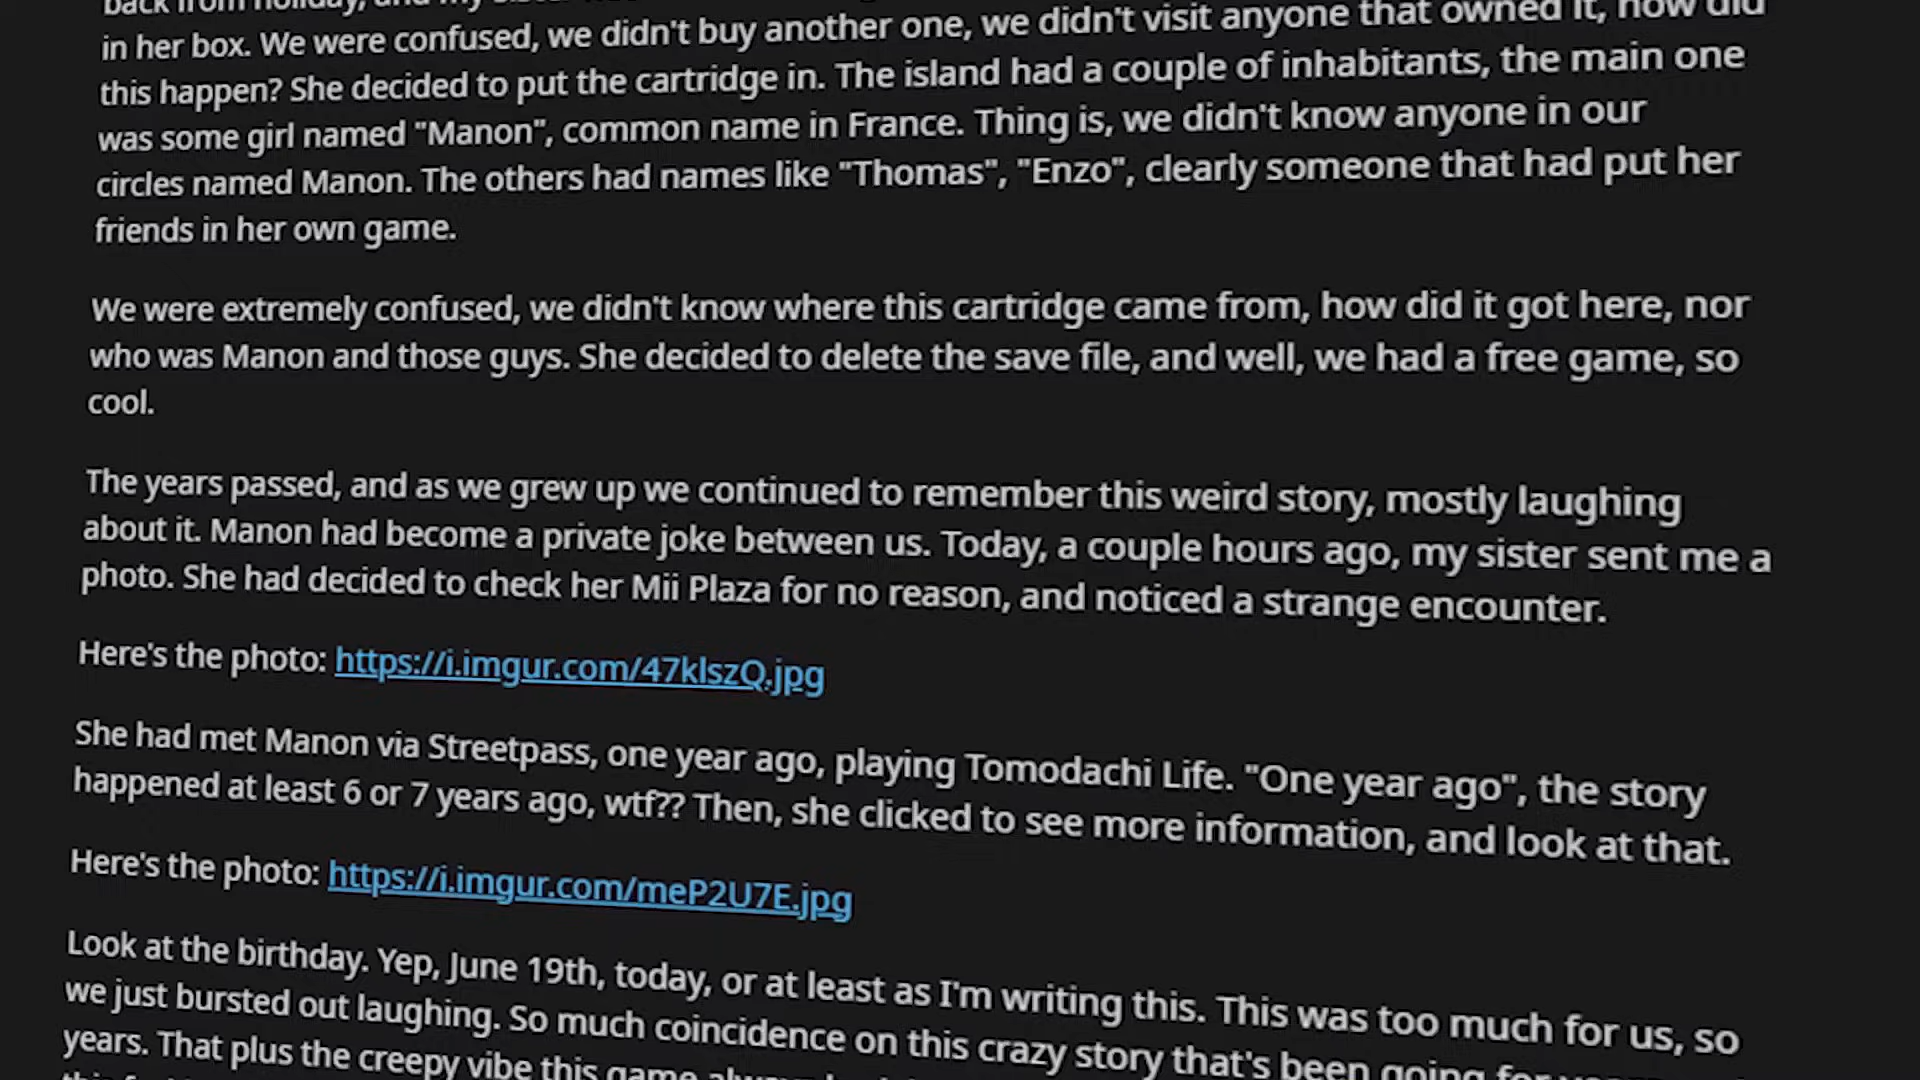 back from holiday, and my sister
in her box. We were confused, we didn't buy another one, we didn't visit anyone that owned it, how did
this happen? She decided to put the cartridge in. The island had a couple of inhabitants, the main one
was some girl named "Manon", common name in France. Thing is, we didn't know anyone in our
circles named Manon. The others had names like "Thomas", "Enzo", clearly someone that had put her
friends in her own game.
We were extremely confused, we didn't know where this cartridge came from, how did it got here, nor
who was Manon and those guys. She decided to delete the save file, and well, we had a free game, so
cool.
The years passed, and as we grew up we continued to remember this weird story, mostly laughing
about it. Manon had become a private joke between us. Today, a couple hours ago, my sister sent me a
photo. She had decided to check her Mii Plaza for no reason, and noticed a strange encounter.
Here's the photo: https://i.imgur.com/47klszQ.jpg
She had met Manon via Streetpass, one year ago, playing Tomodachi Life. "One year ago", the story
happened at least 6 or 7 years ago, wtf?? Then, she clicked to see more information, and look at that.
Here's the photo: https://i.imgur.com/meP2U7E.jpg
Look at the birthday. Yep, June 19th, today, or at least as I'm writing this. This was too much for us, so
we just bursted out laughing. So much coincidence on this crazy story that's been going for
years. That plus the creepy vibe this game